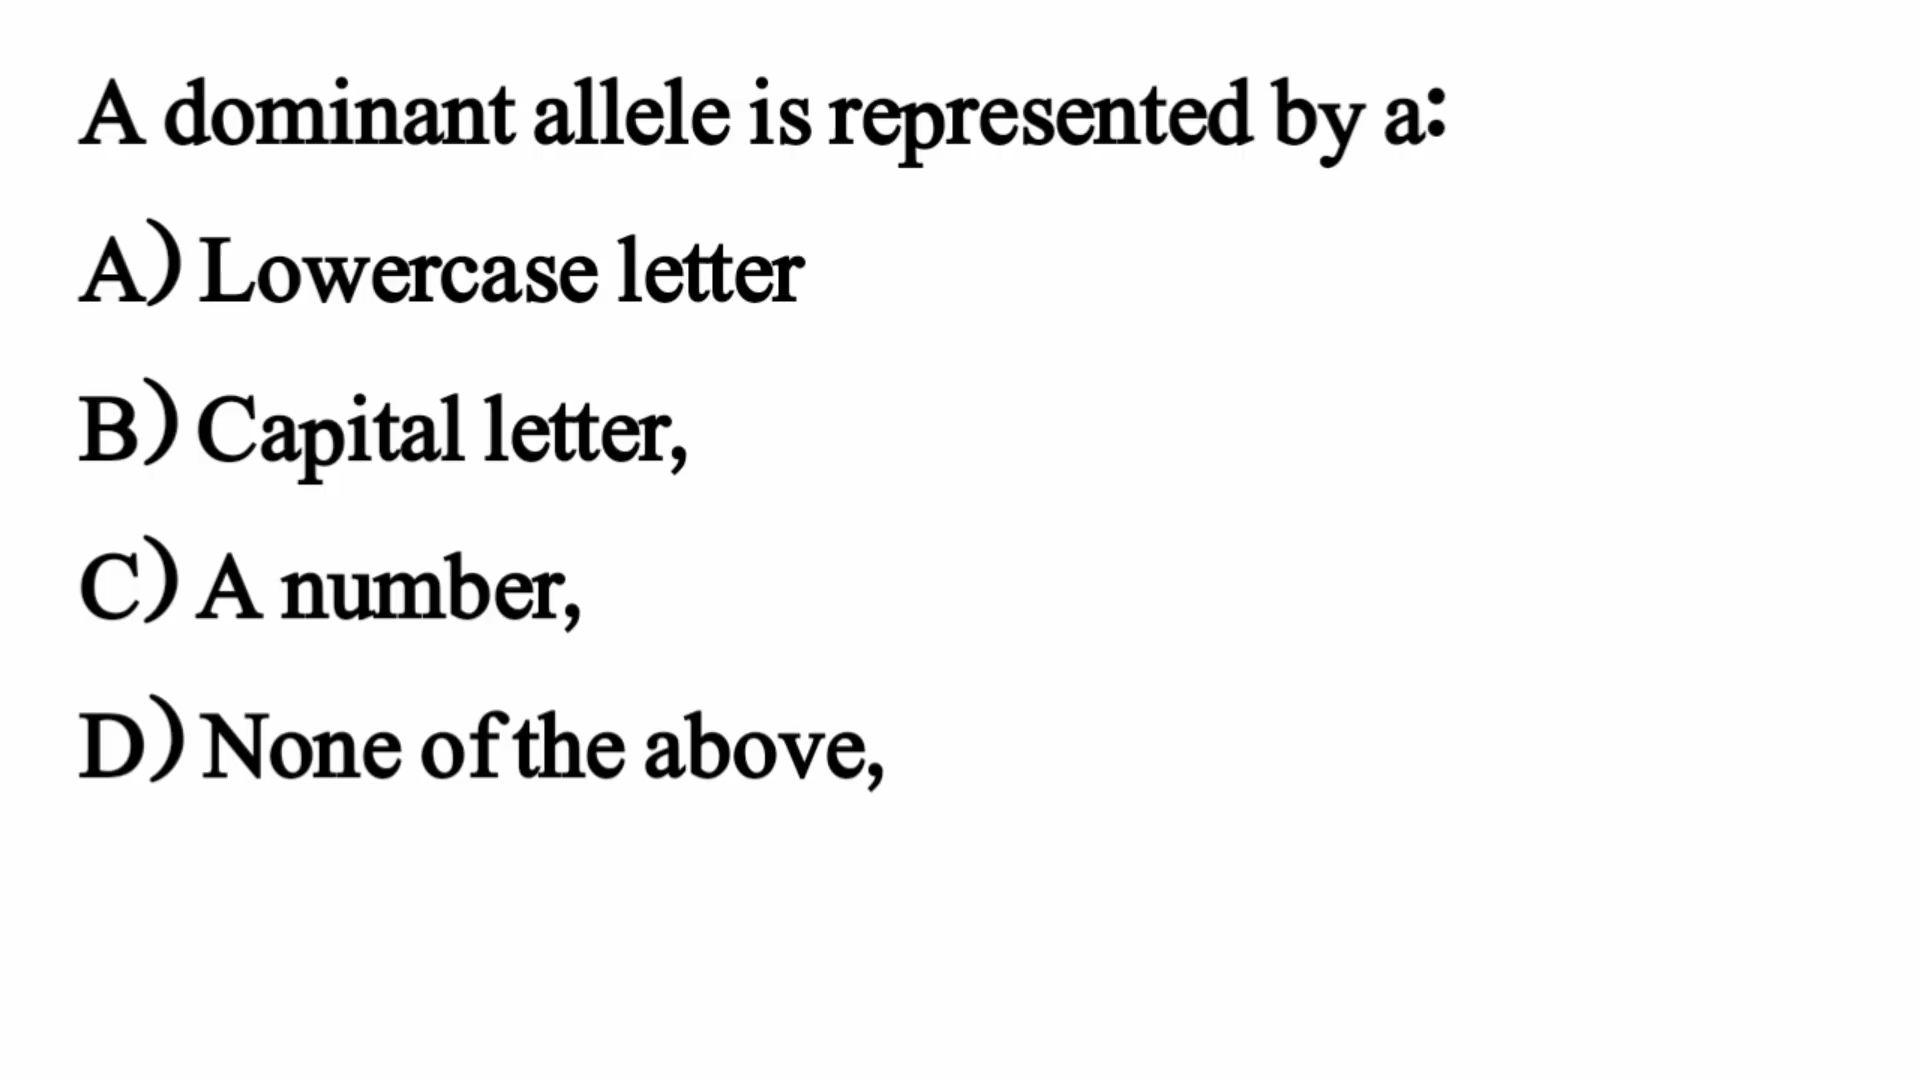 A dominant allele is represented by a:
A) Lowercase letter
B) Capital letter,
C) A number,
D) None of the above,